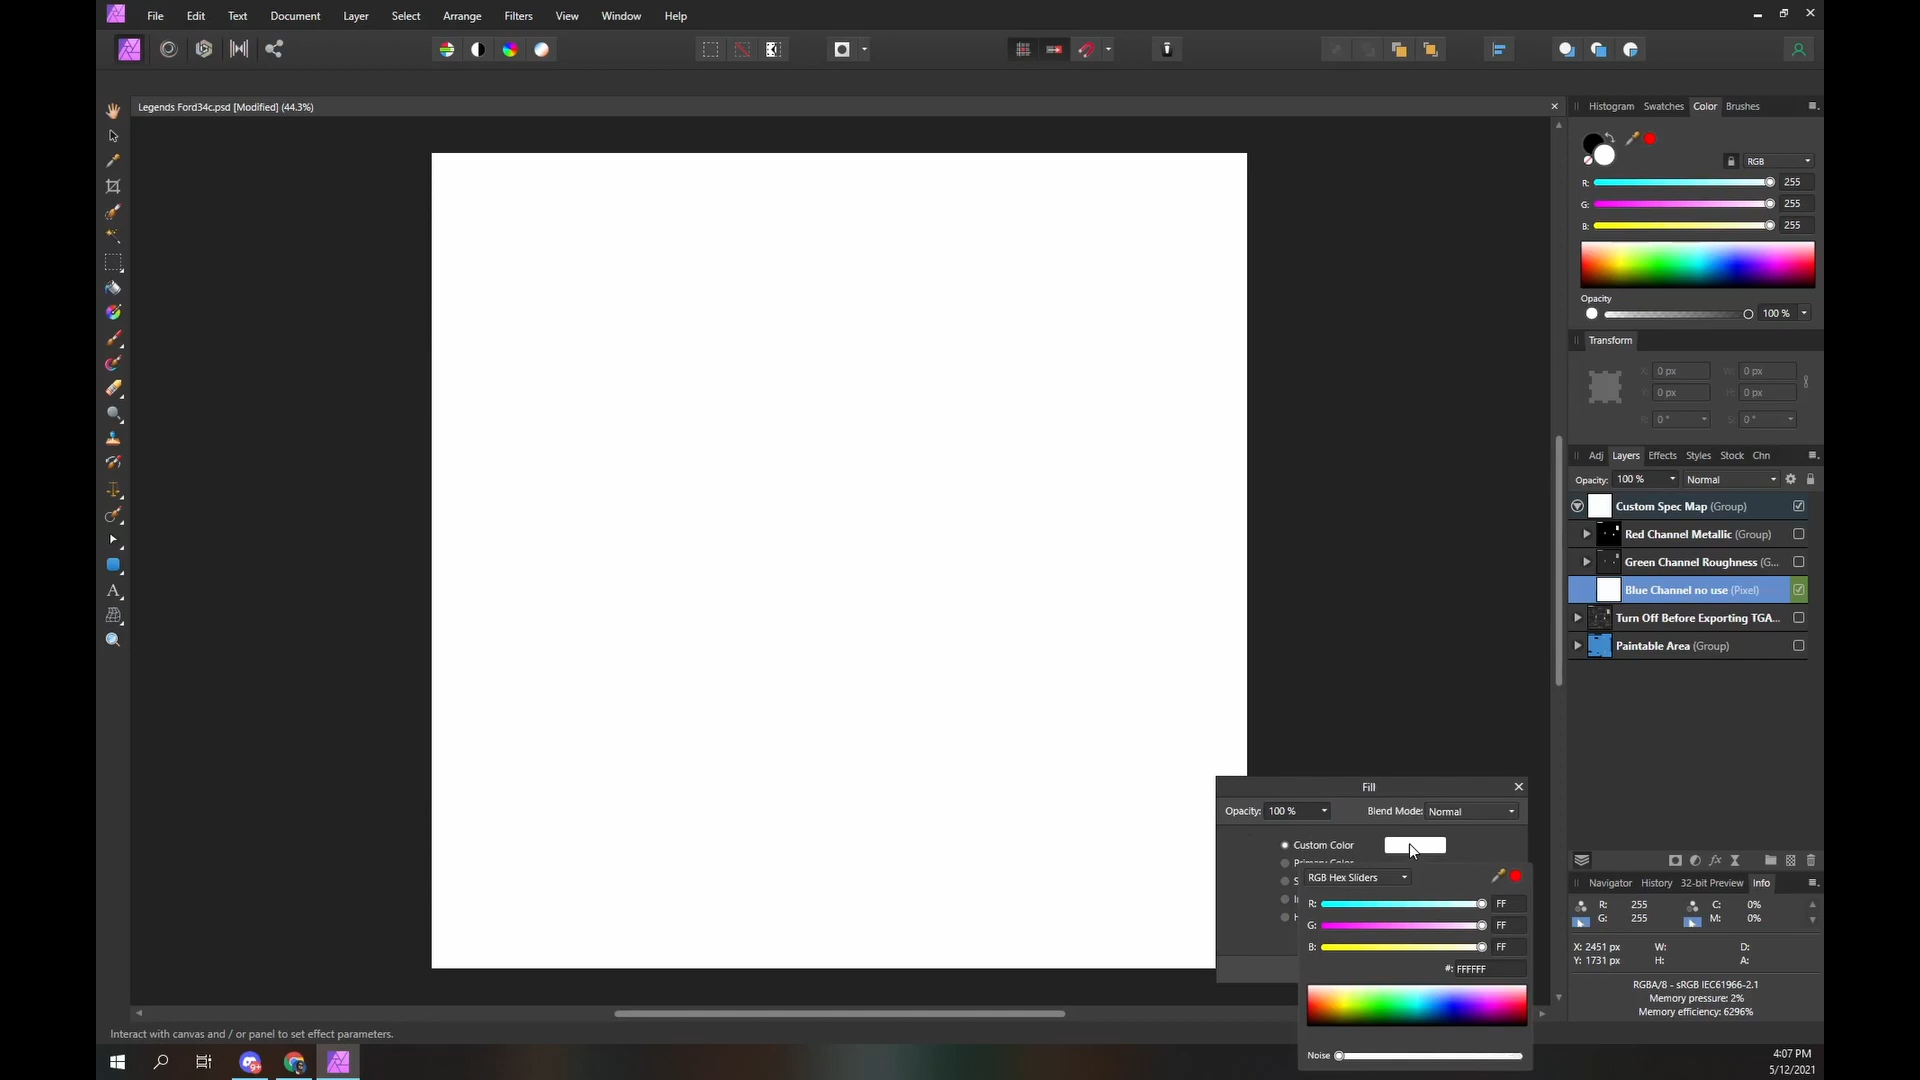 File Edit Text Document Layer Select Arrange Filters View Window Help
Legends Ford34c.psd [Modified] (44.3%)
Histogram Swatches Color Brushes
RGB
R: 255
G: 255
B: 255
Opacity
100 %
Transform
X: 0 px W: 0 px
Y: 0 px H: 0 px
R: 0 ° S: 0 °
Adj Layers Effects Styles Stock Chn
Opacity: 100 % Normal
Custom Spec Map (Group)
Red Channel Metallic (Group)
Green Channel Roughness (G...
Blue Channel no use (Pixel)
Turn Off Before Exporting TGA...
Paintable Area (Group)
Fill
Opacity: 100 % Blend Mode: Normal
Custom Color
RGB Hex Sliders
R: FF
G: FF
B: FF
#: FFFFFF
Noise
Navigator History 32-bit Preview Info
R: 255 C: 0%
G: 255 M: 0%
X: 2451 px W: D:
Y: 1731 px H: A:
RGBA/8 - sRGB IEC61966-2.1
Memory pressure: 2%
Memory efficiency: 6296%
Interact with canvas and / or panel to set effect parameters.
9+
4:07 PM
5/12/2021